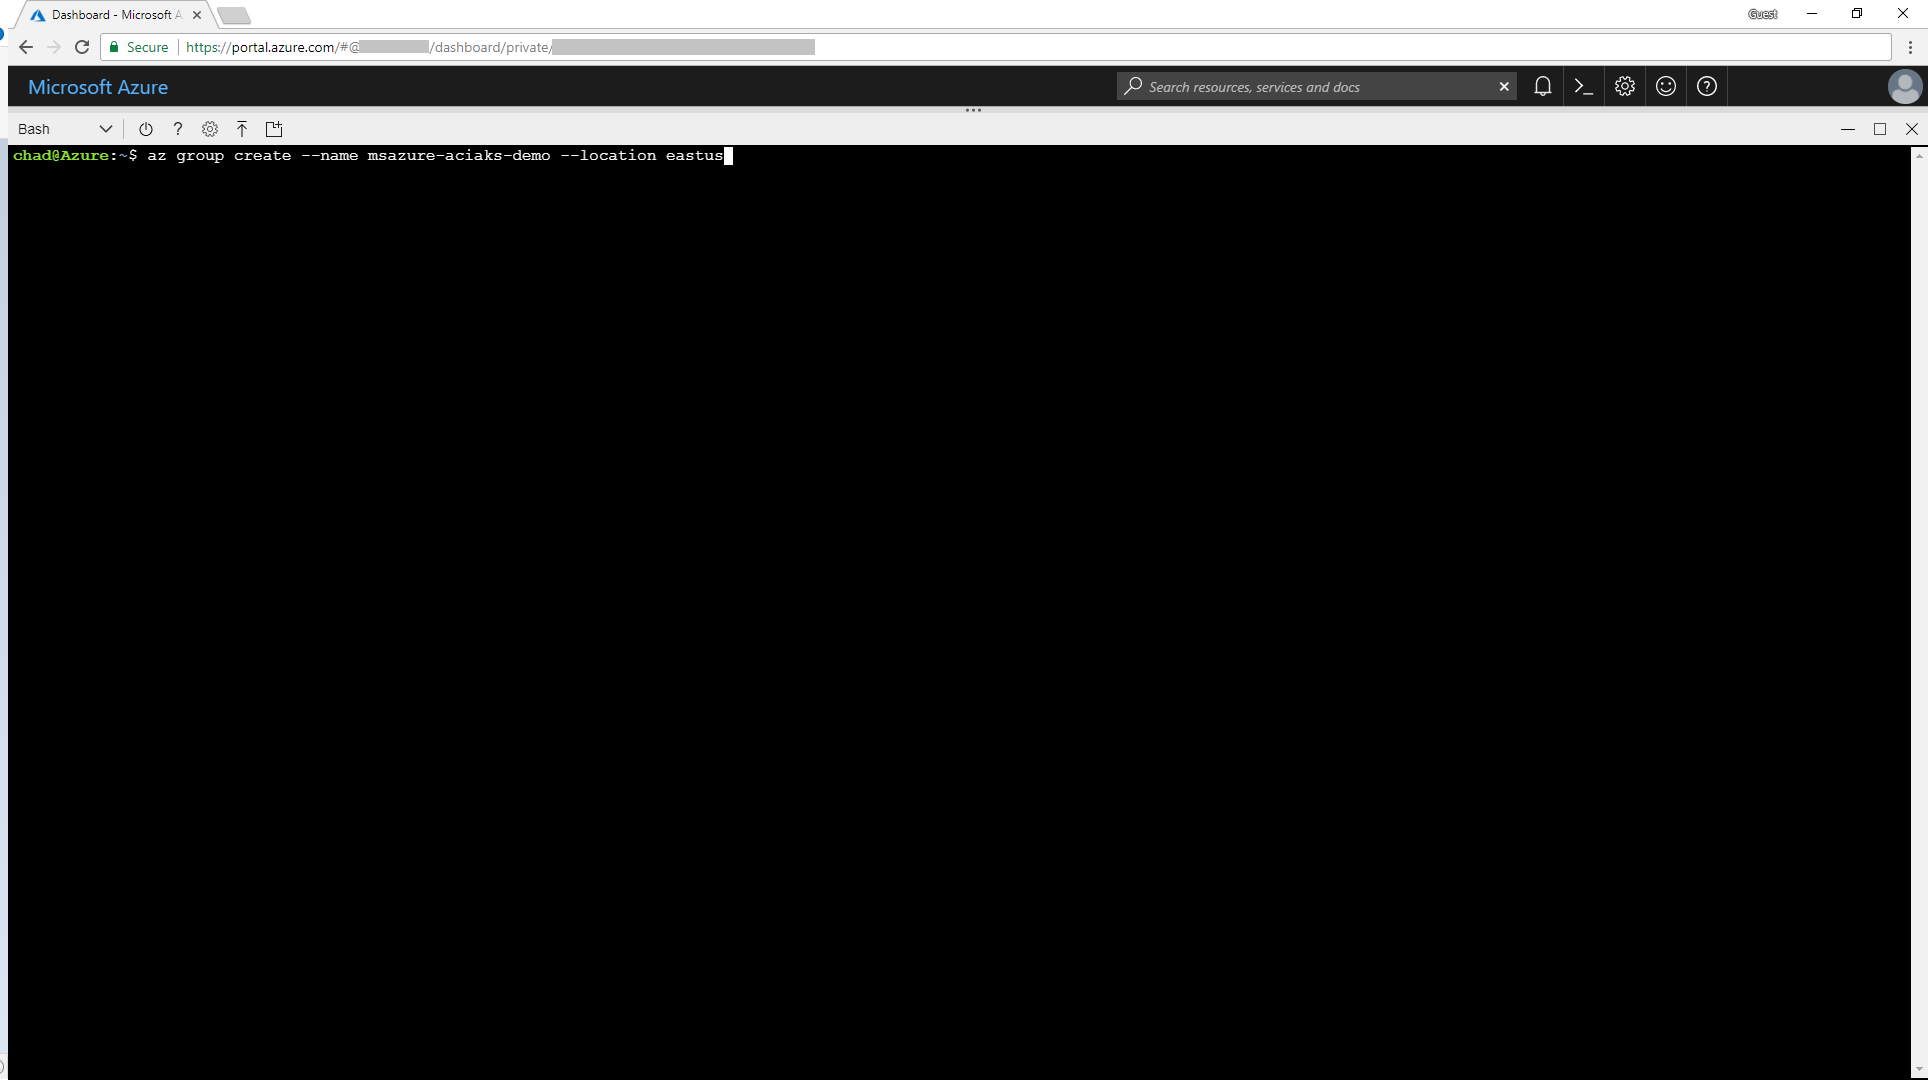 Dashboard - Microsoft A
Guest
Secure
https://portal.azure.com/#@
/dashboard/private/
Microsoft Azure
Search resources, services and docs
Bash
chad@Azure:~$ az group create --name msazure-aciaks-demo --location eastus